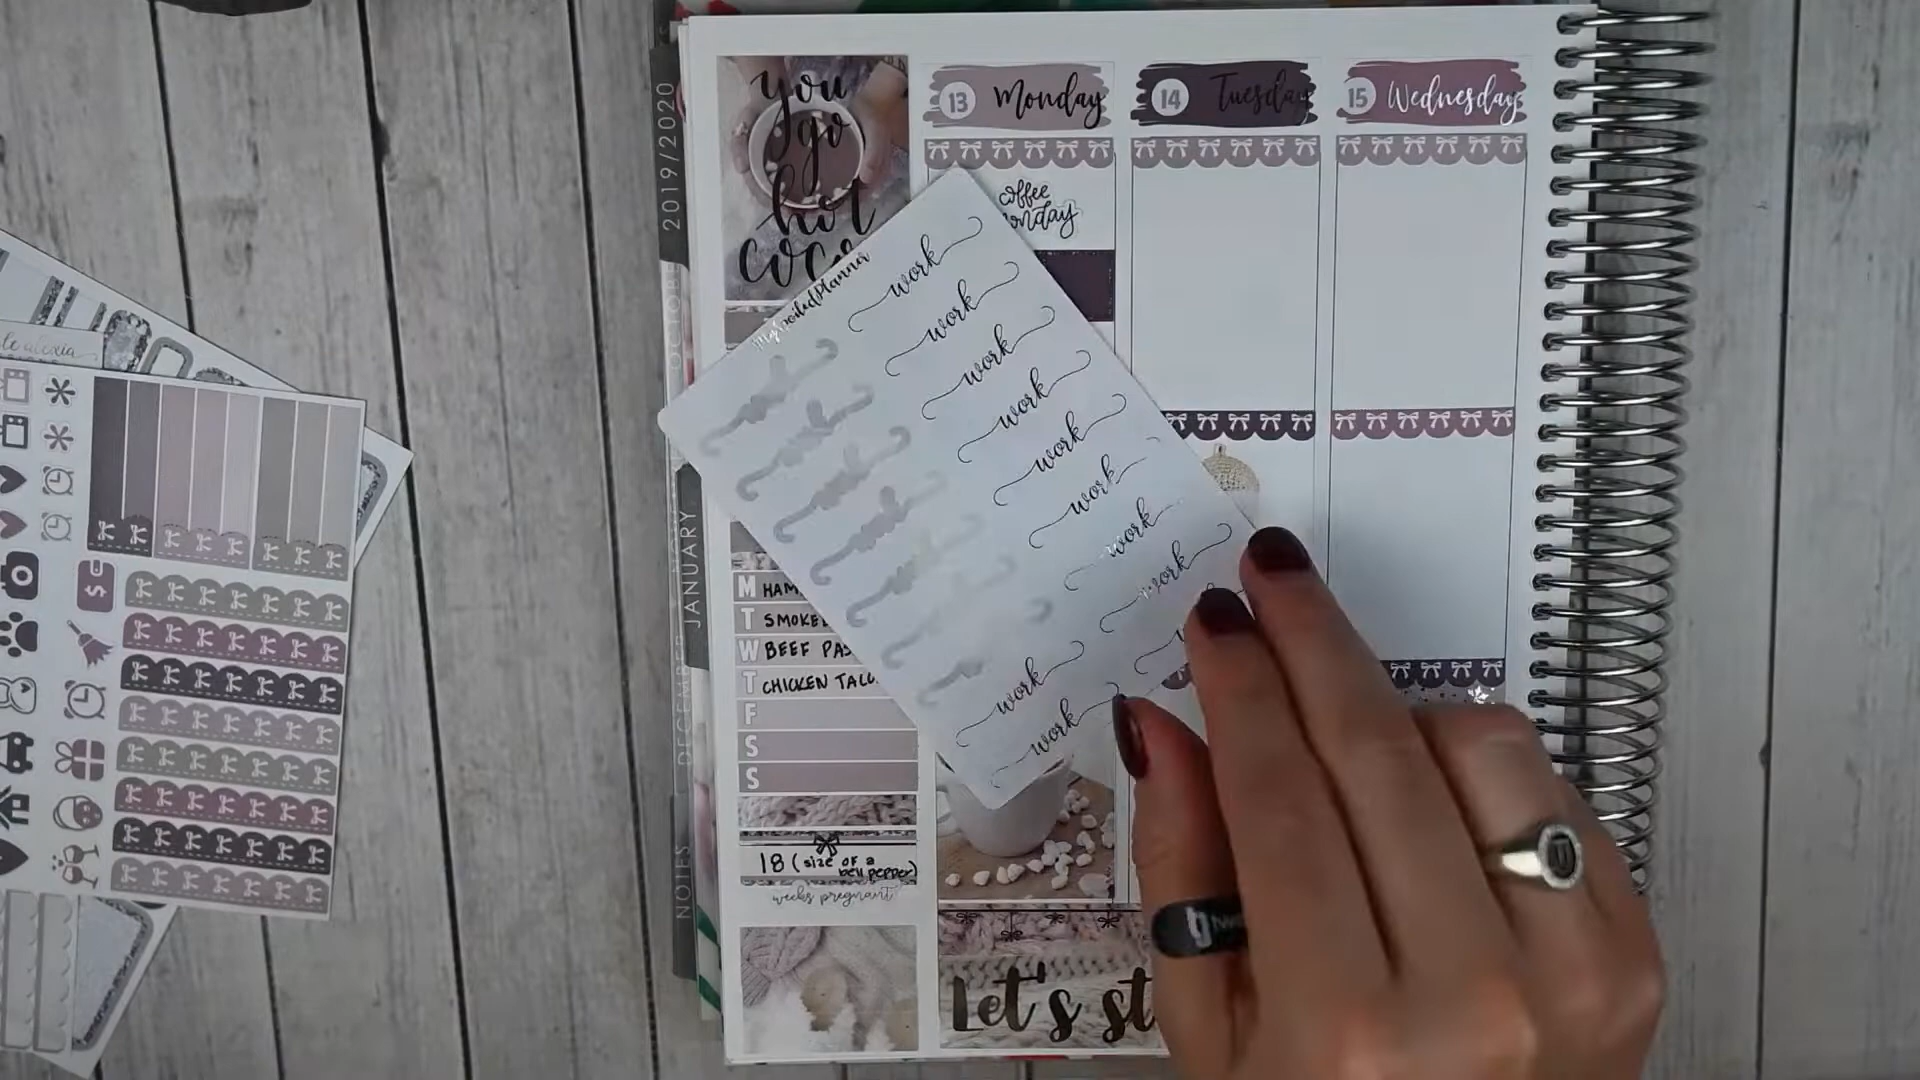 you
go
hot
coco
13 Monday
14 Tuesday
15 Wednesday
coffee
monday
MySpoiledPlanner
work
work
work
work
work
work
work
work
work
work
2019/2020
OCTOBE
DECEMBER
JANUARY
NOTES
M HAM
T SMOKE
W BEEF PAS
T CHICKEN TACO
F
S
S
18 (size of a
bell pepper)
weeks pregnant
Let's st
$